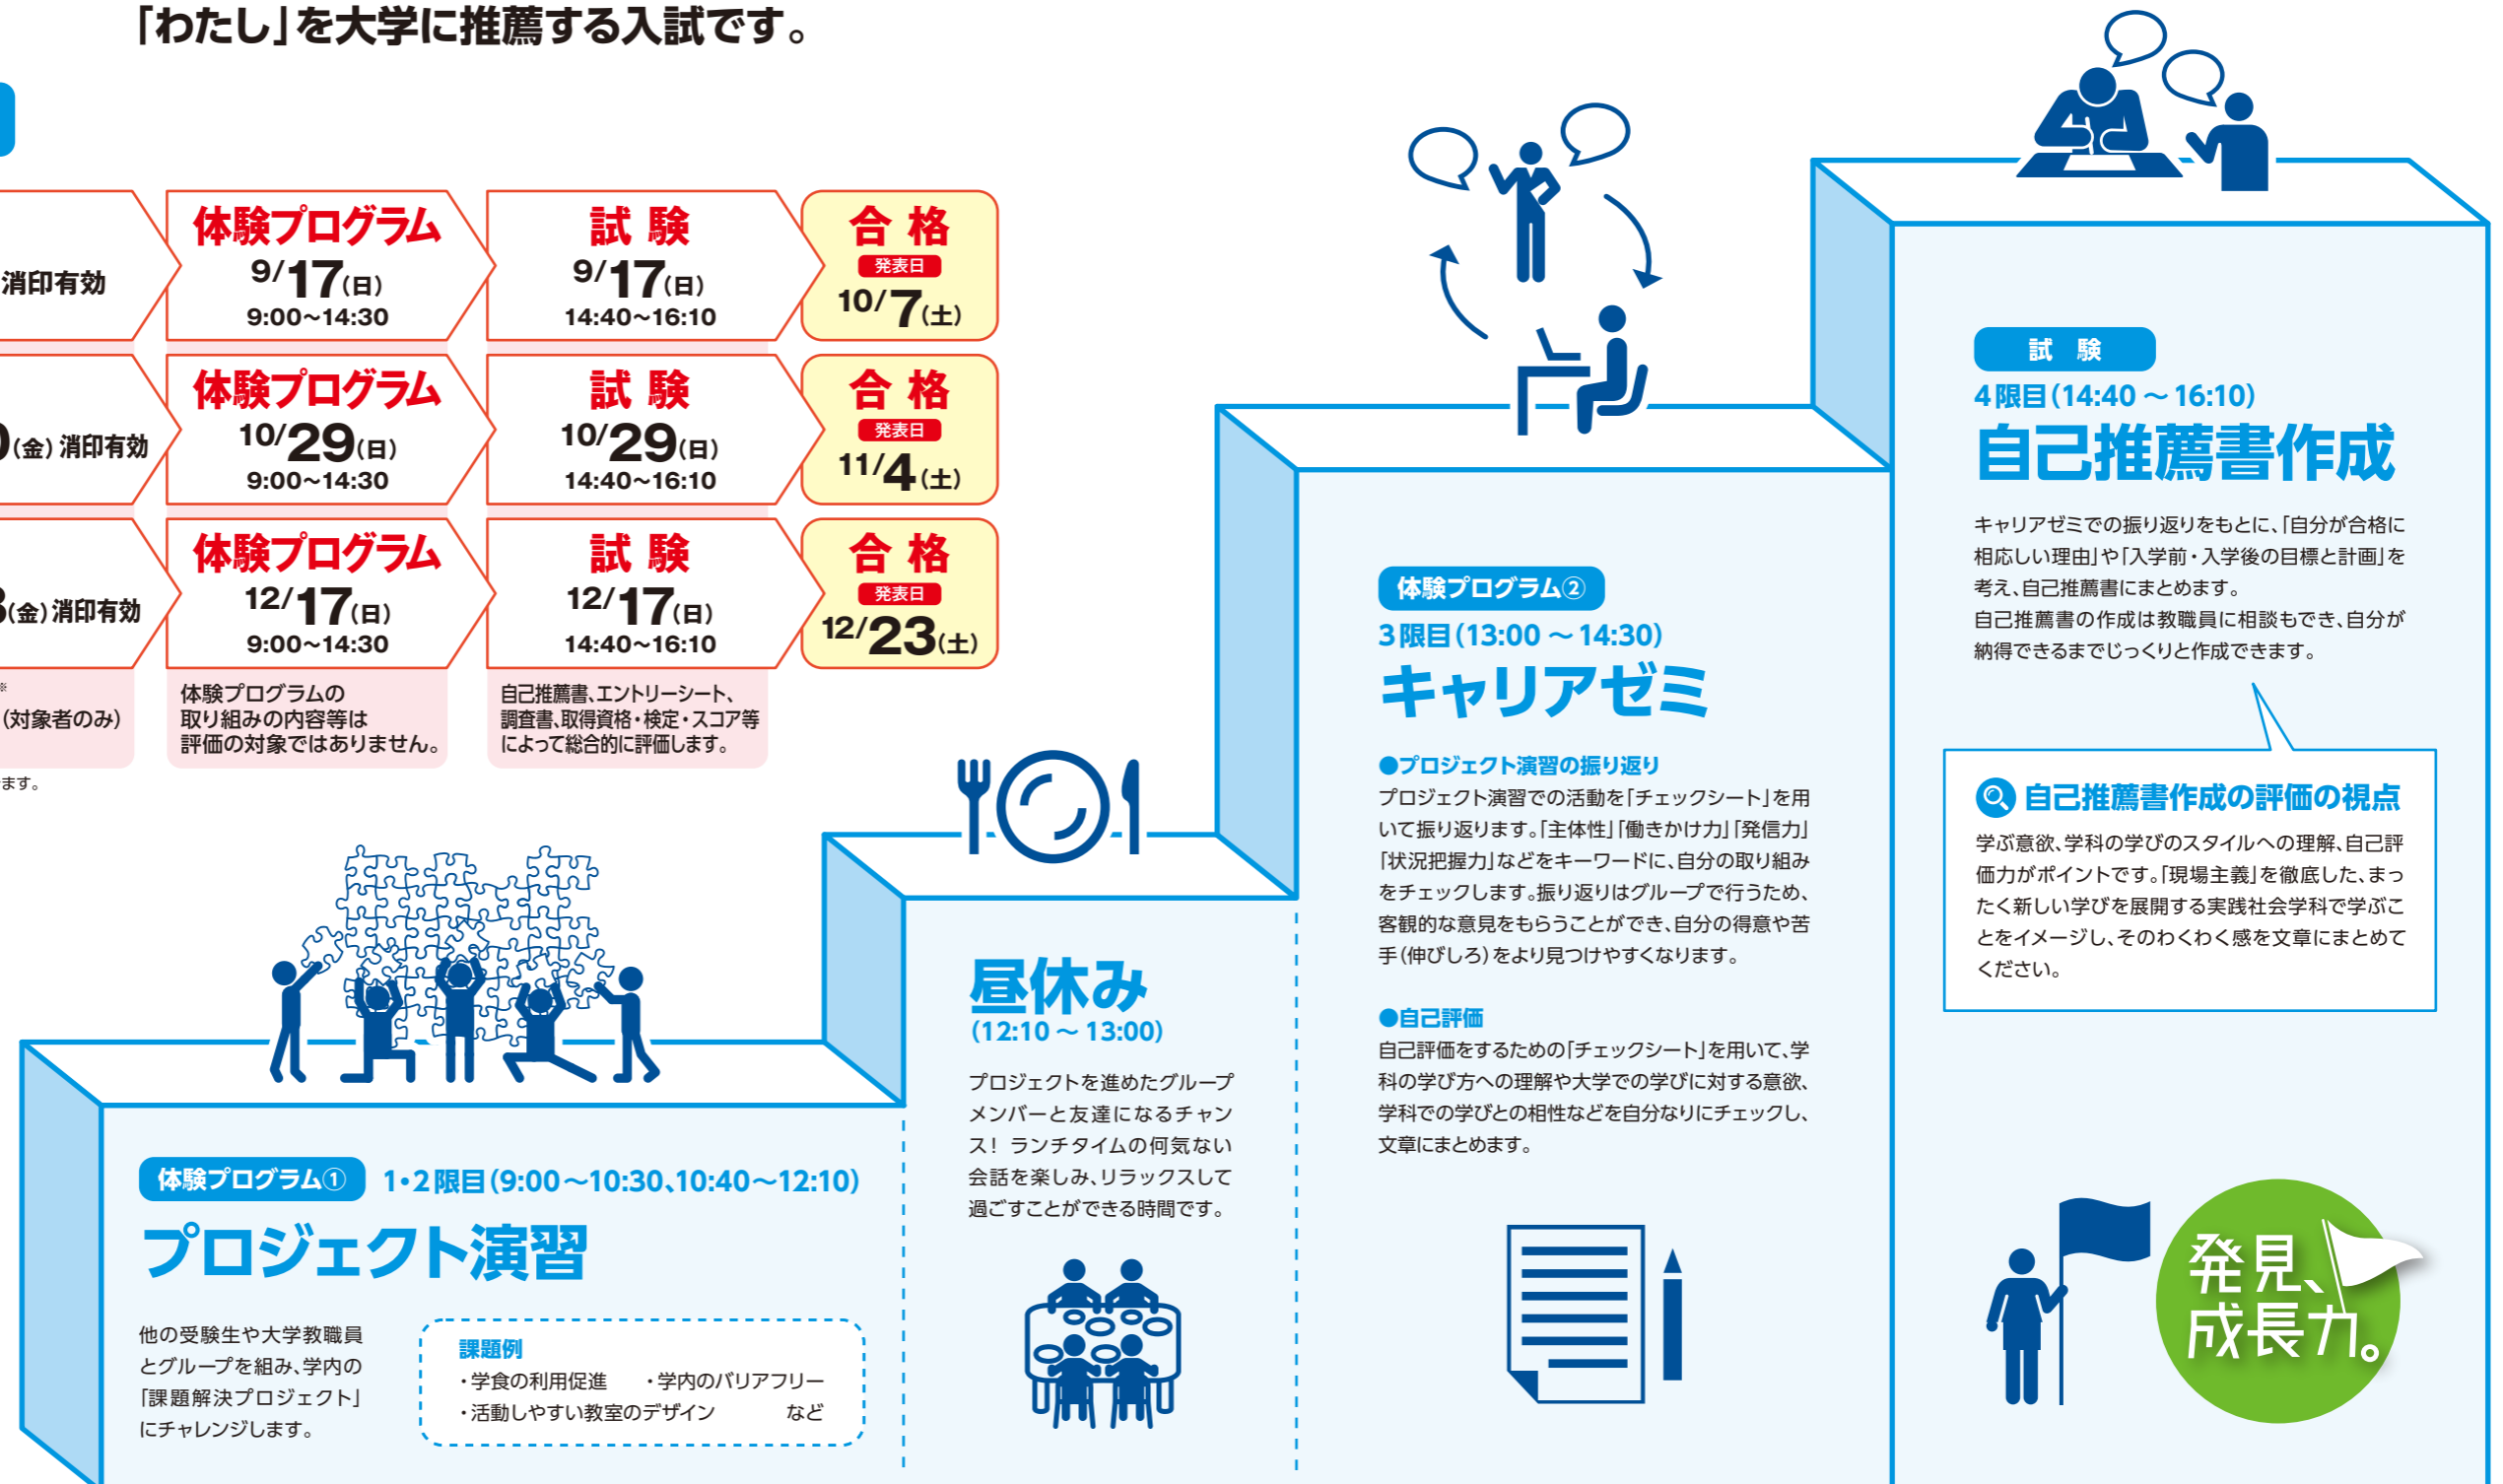 「わたし」を大学に推薦する入試です。
消印有効
体験プログラム
9/17(日)
9:00~14:30
試 験
9/17(日)
14:40~16:10
合 格
発表日
10/7(土)
(金)消印有効
体験プログラム
10/29(日)
9:00~14:30
試 験
10/29(日)
14:40~16:10
合 格
発表日
11/4(土)
(金)消印有効
体験プログラム
12/17(日)
9:00~14:30
試 験
12/17(日)
14:40~16:10
合 格
発表日
12/23(土)
※
(対象者のみ)
ます。
体験プログラムの
取り組みの内容等は
評価の対象ではありません。
自己推薦書、エントリーシート、
調査書、取得資格・検定・スコア等
によって総合的に評価します。
体験プログラム①
1・2限目(9:00～10:30、10:40～12:10)
プロジェクト演習
他の受験生や大学教職員
とグループを組み、学内の
「課題解決プロジェクト」
にチャレンジします。
課題例
・学食の利用促進 ・学内のバリアフリー
・活動しやすい教室のデザイン など
昼休み
(12:10 ～ 13:00)
プロジェクトを進めたグループ
メンバーと友達になるチャン
ス! ランチタイムの何気ない
会話を楽しみ、リラックスして
過ごすことができる時間です。
体験プログラム②
3限目(13:00 ～ 14:30)
キャリアゼミ
●プロジェクト演習の振り返り
プロジェクト演習での活動を「チェックシート」を用
いて振り返ります。「主体性」「働きかけ力」「発信力」
「状況把握力」などをキーワードに、自分の取り組み
をチェックします。振り返りはグループで行うため、
客観的な意見をもらうことができ、自分の得意や苦
手(伸びしろ)をより見つけやすくなります。
●自己評価
自己評価をするための「チェックシート」を用いて、学
科の学び方への理解や大学での学びに対する意欲、
学科での学びとの相性などを自分なりにチェックし、
文章にまとめます。
試 験
4限目(14:40 ～ 16:10)
自己推薦書作成
キャリアゼミでの振り返りをもとに、「自分が合格に
相応しい理由」や「入学前・入学後の目標と計画」を
考え、自己推薦書にまとめます。
自己推薦書の作成は教職員に相談もでき、自分が
納得できるまでじっくりと作成できます。
自己推薦書作成の評価の視点
学ぶ意欲、学科の学びのスタイルへの理解、自己評
価力がポイントです。「現場主義」を徹底した、まっ
たく新しい学びを展開する実践社会学科で学ぶこ
とをイメージし、そのわくわく感を文章にまとめて
ください。
発見、
成長力。